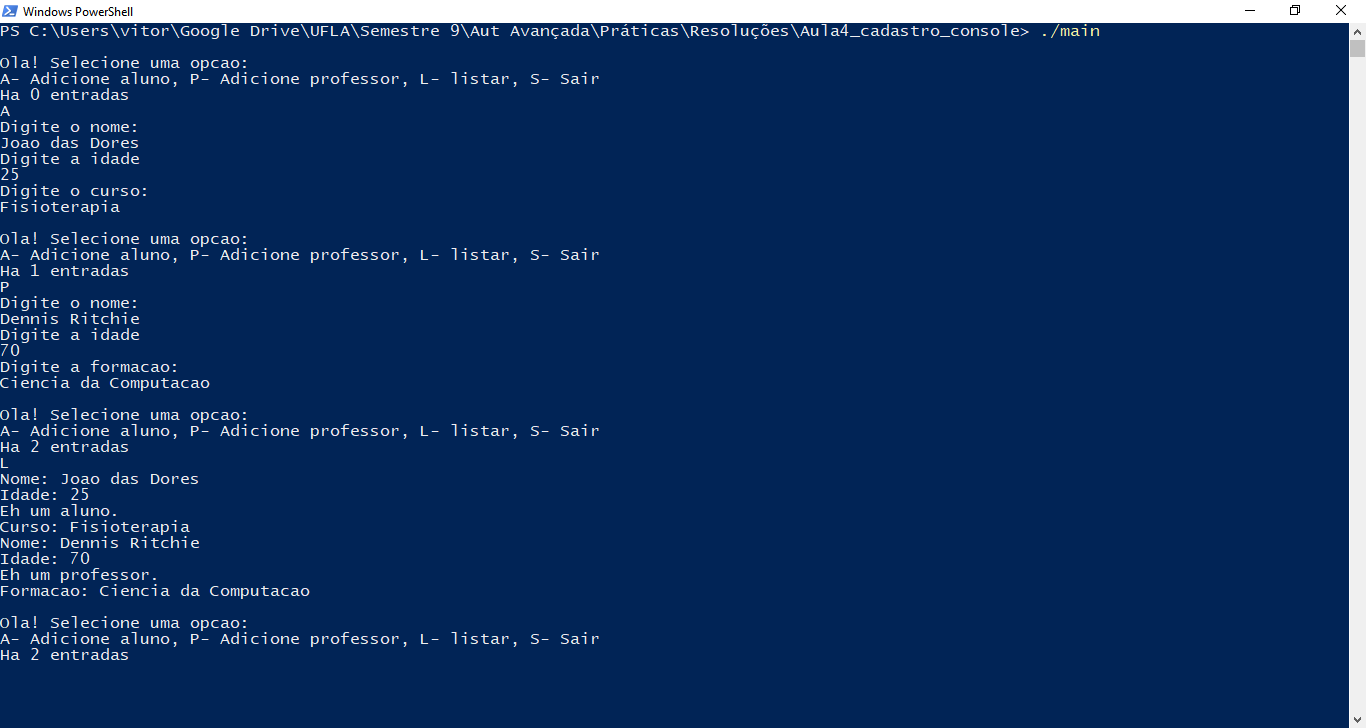 Windows PowerShell
PS C:\Users\vitor\Google Drive\UFLA\Semestre 9\Aut Avançada\Práticas\Resoluções\Aula4_cadastro_console> ./main
Ola! Selecione uma opcao:
A- Adicione aluno, P- Adicione professor, L- listar, S- Sair
Ha 0 entradas
A
Digite o nome:
Joao das Dores
Digite a idade
25
Digite o curso:
Fisioterapia
Ola! Selecione uma opcao:
A- Adicione aluno, P- Adicione professor, L- listar, S- Sair
Ha 1 entradas
P
Digite o nome:
Dennis Ritchie
Digite a idade
70
Digite a formacao:
Ciencia da Computacao
Ola! Selecione uma opcao:
A- Adicione aluno, P- Adicione professor, L- listar, S- Sair
Ha 2 entradas
L
Nome: Joao das Dores
Idade: 25
Eh um aluno.
Curso: Fisioterapia
Nome: Dennis Ritchie
Idade: 70
Eh um professor.
Formacao: Ciencia da Computacao
Ola! Selecione uma opcao:
A- Adicione aluno, P- Adicione professor, L- listar, S- Sair
Ha 2 entradas